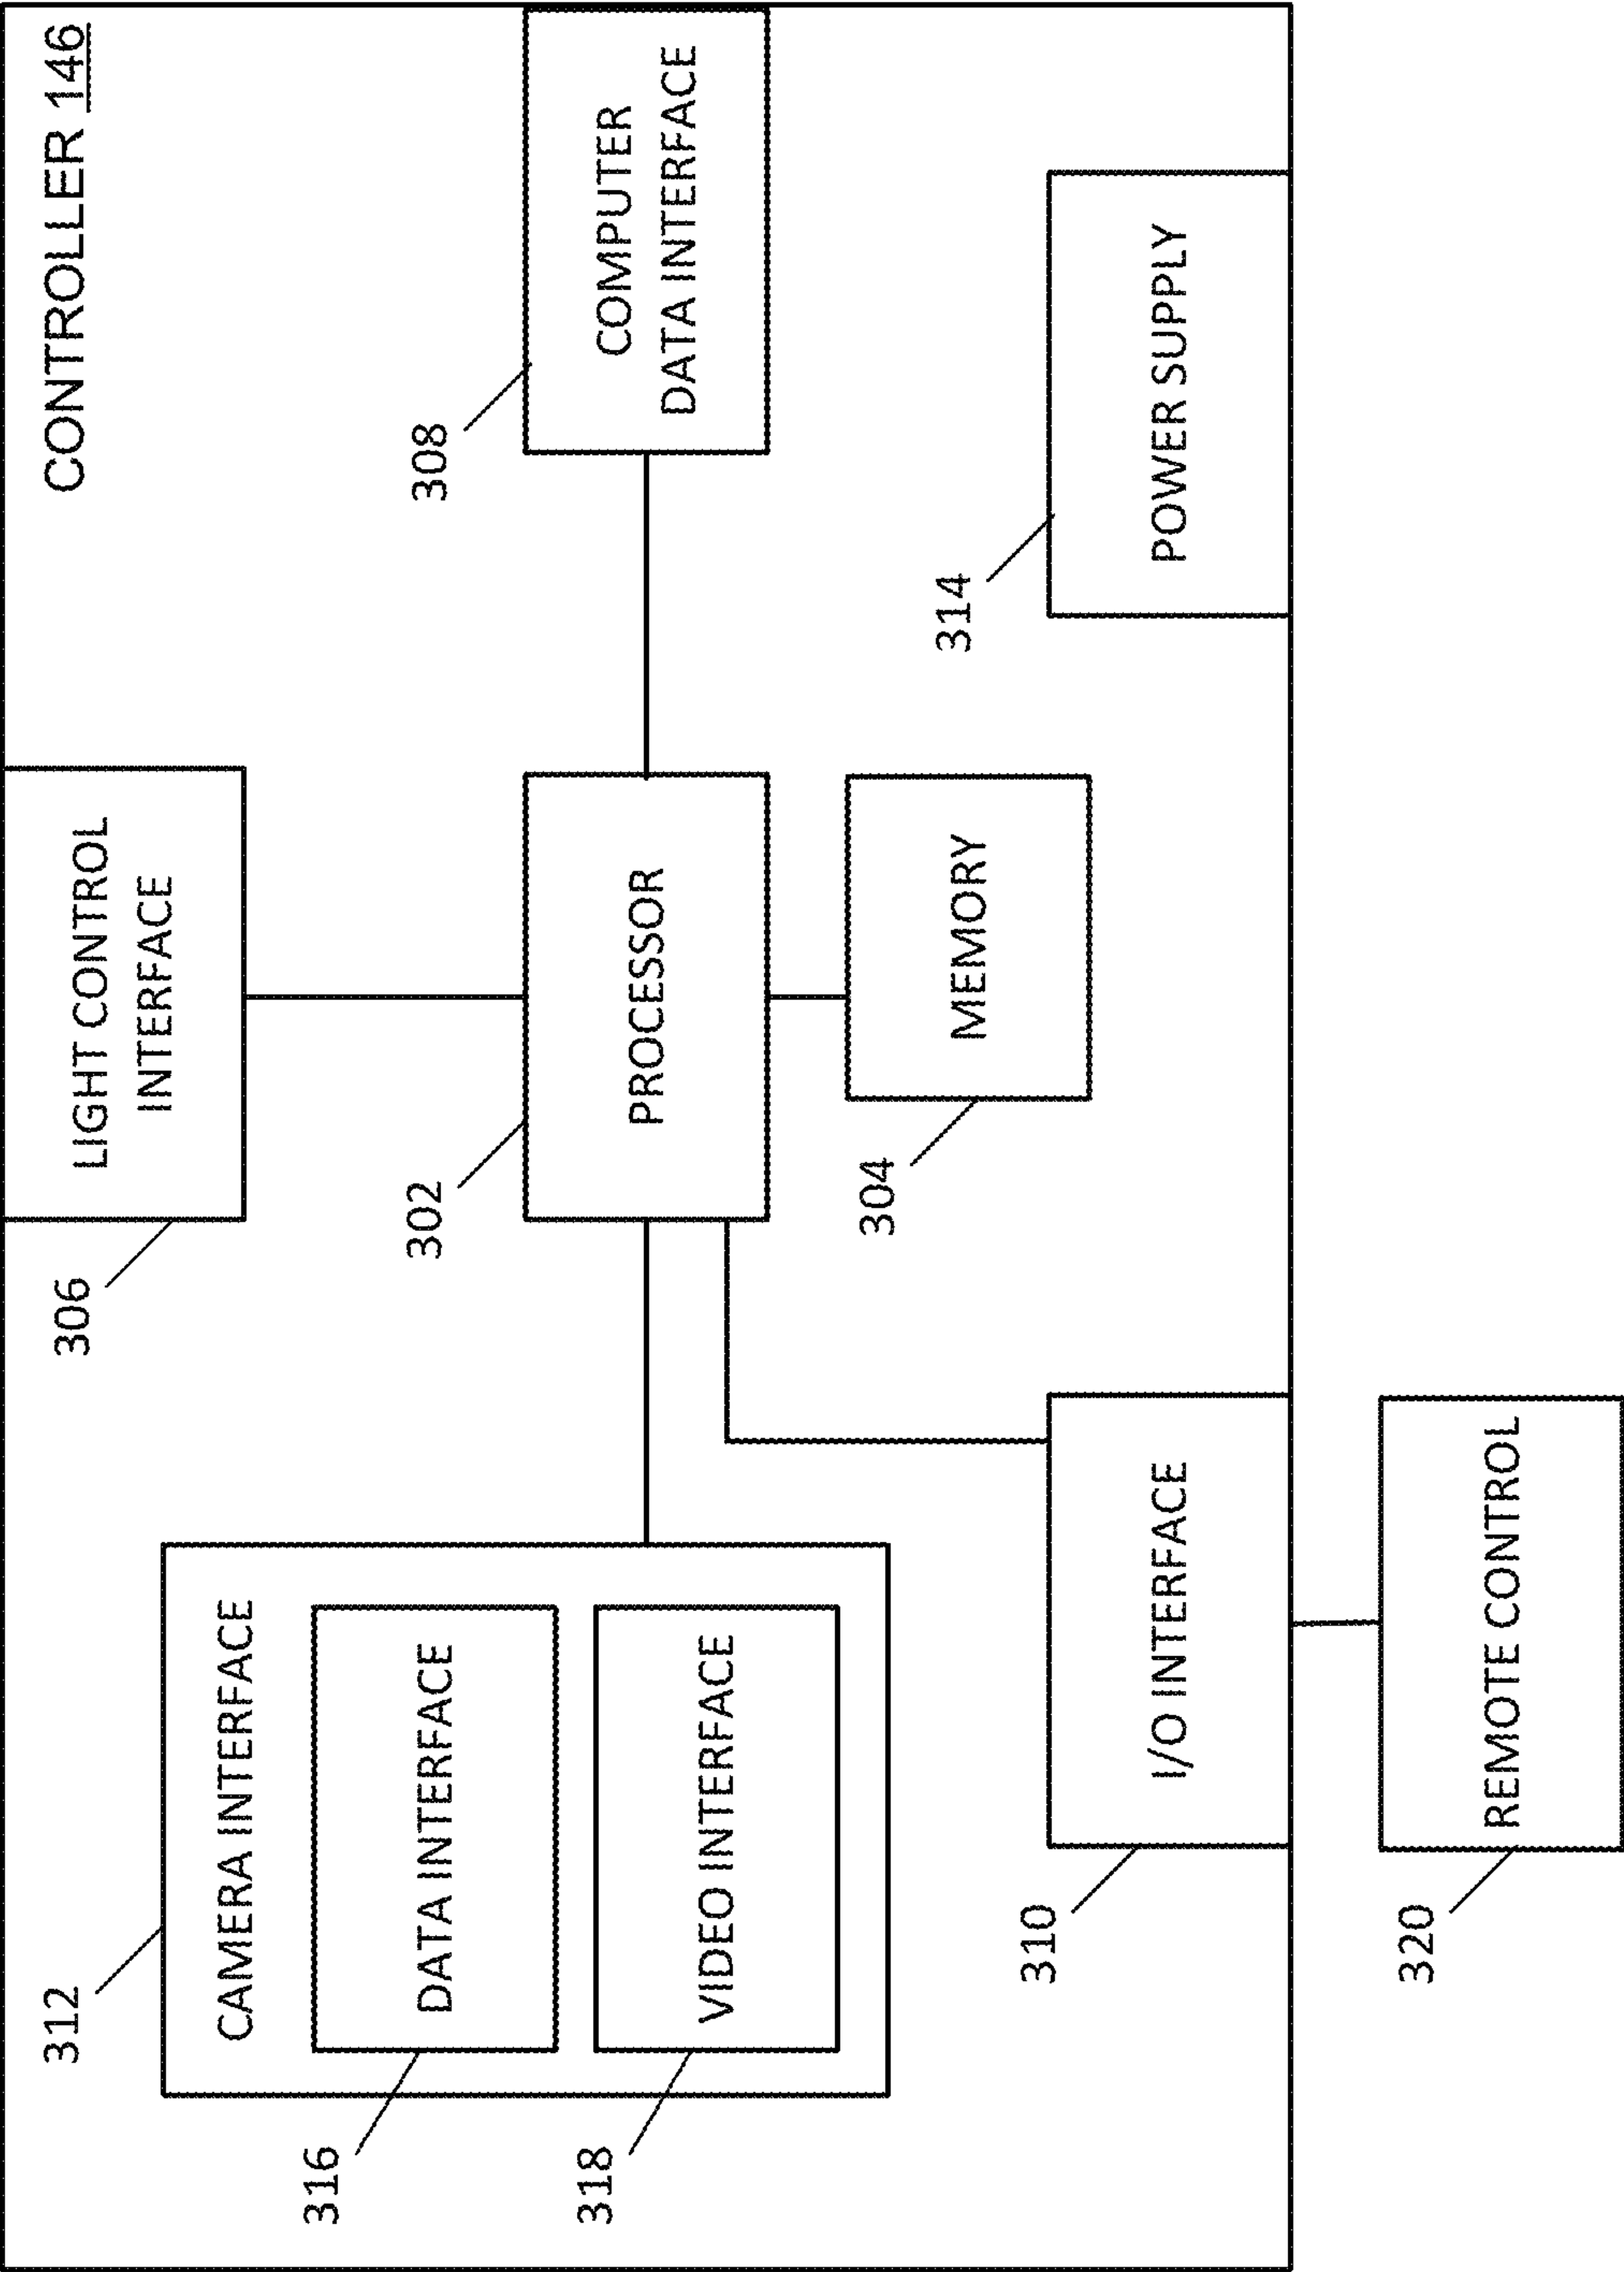 CONTROLLER 146
306
LIGHT CONTROL
INTERFACE
312
CAMERA INTERFACE
316
DATA INTERFACE
318
VIDEO INTERFACE
302
PROCESSOR
308
COMPUTER
DATA INTERFACE
304
MEMORY
310
I/O INTERFACE
314
POWER SUPPLY
320
REMOTE CONTROL